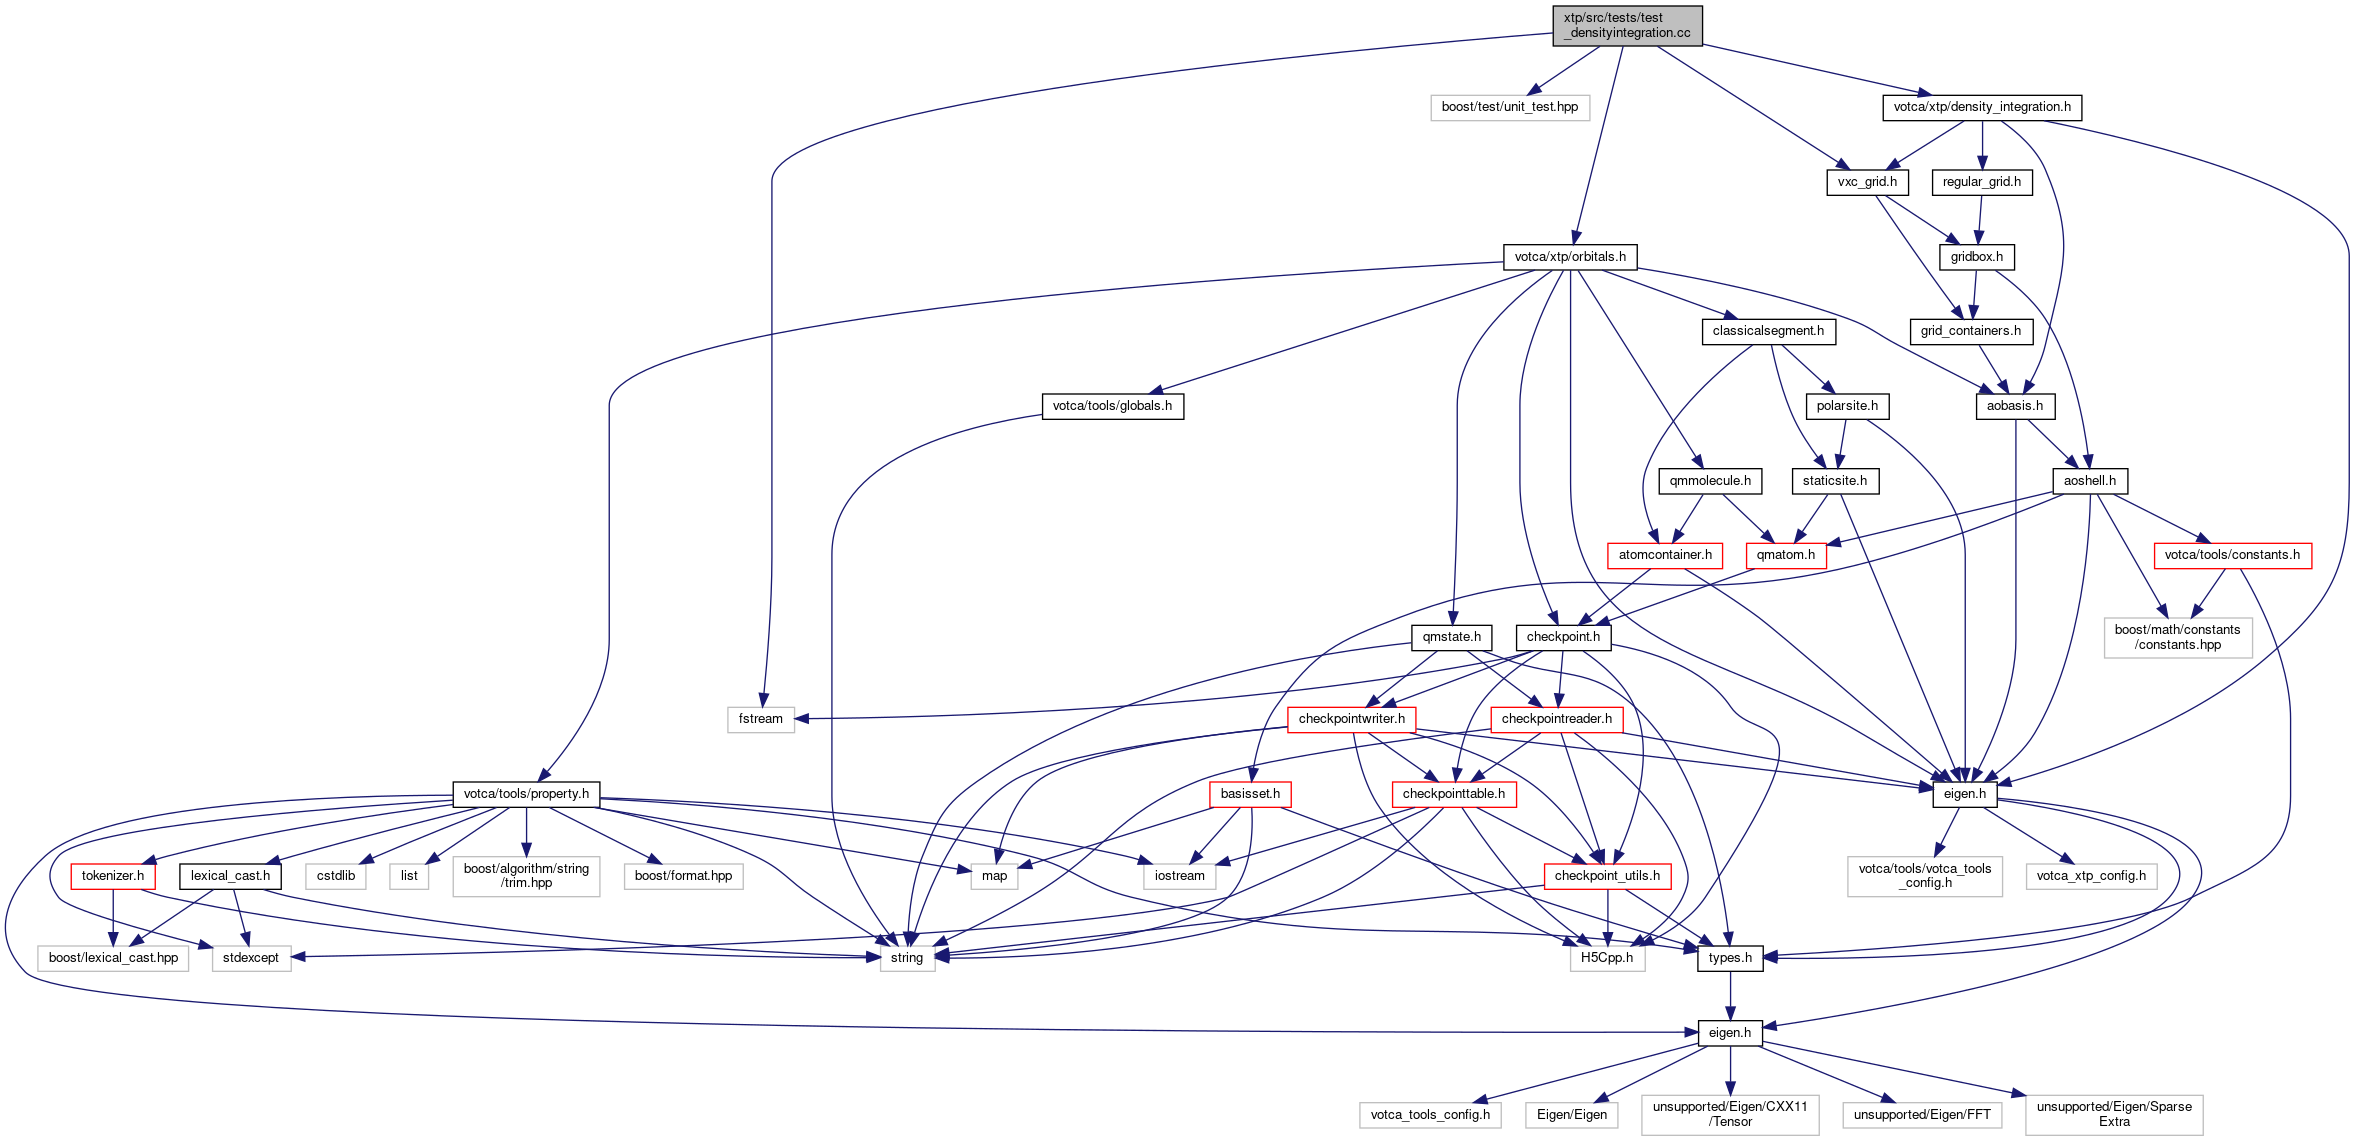 xtp/src/tests/test
_densityintegration.cc
boost/test/unit_test.hpp
votca/xtp/density_integration.h
vxc_grid.h
regular_grid.h
votca/xtp/orbitals.h
gridbox.h
classicalsegment.h
grid_containers.h
votca/tools/globals.h
polarsite.h
aobasis.h
qmmolecule.h
staticsite.h
aoshell.h
atomcontainer.h
qmatom.h
votca/tools/constants.h
qmstate.h
checkpoint.h
boost/math/constants
/constants.hpp
fstream
checkpointwriter.h
checkpointreader.h
votca/tools/property.h
basisset.h
checkpointtable.h
eigen.h
tokenizer.h
lexical_cast.h
cstdlib
list
boost/algorithm/string
/trim.hpp
boost/format.hpp
map
iostream
checkpoint_utils.h
votca/tools/votca_tools
_config.h
votca_xtp_config.h
boost/lexical_cast.hpp
stdexcept
string
H5Cpp.h
types.h
eigen.h
votca_tools_config.h
Eigen/Eigen
unsupported/Eigen/CXX11
/Tensor
unsupported/Eigen/FFT
unsupported/Eigen/Sparse
Extra